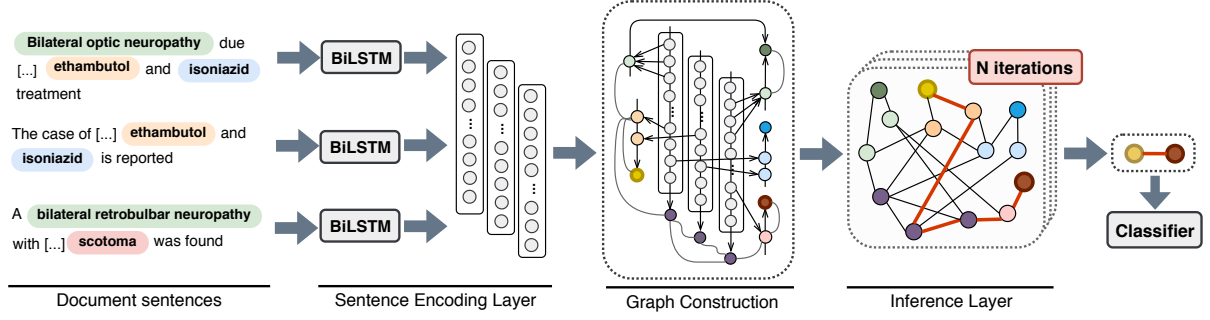 Bilateral optic neuropathy due
[...] ethambutol and isoniazid
treatment
The case of [...] ethambutol and
isoniazid is reported
A bilateral retrobulbar neuropathy
with [...] scotoma was found
BiLSTM
BiLSTM
BiLSTM
N iterations
Classifier
Document sentences
Sentence Encoding Layer
Graph Construction
Inference Layer